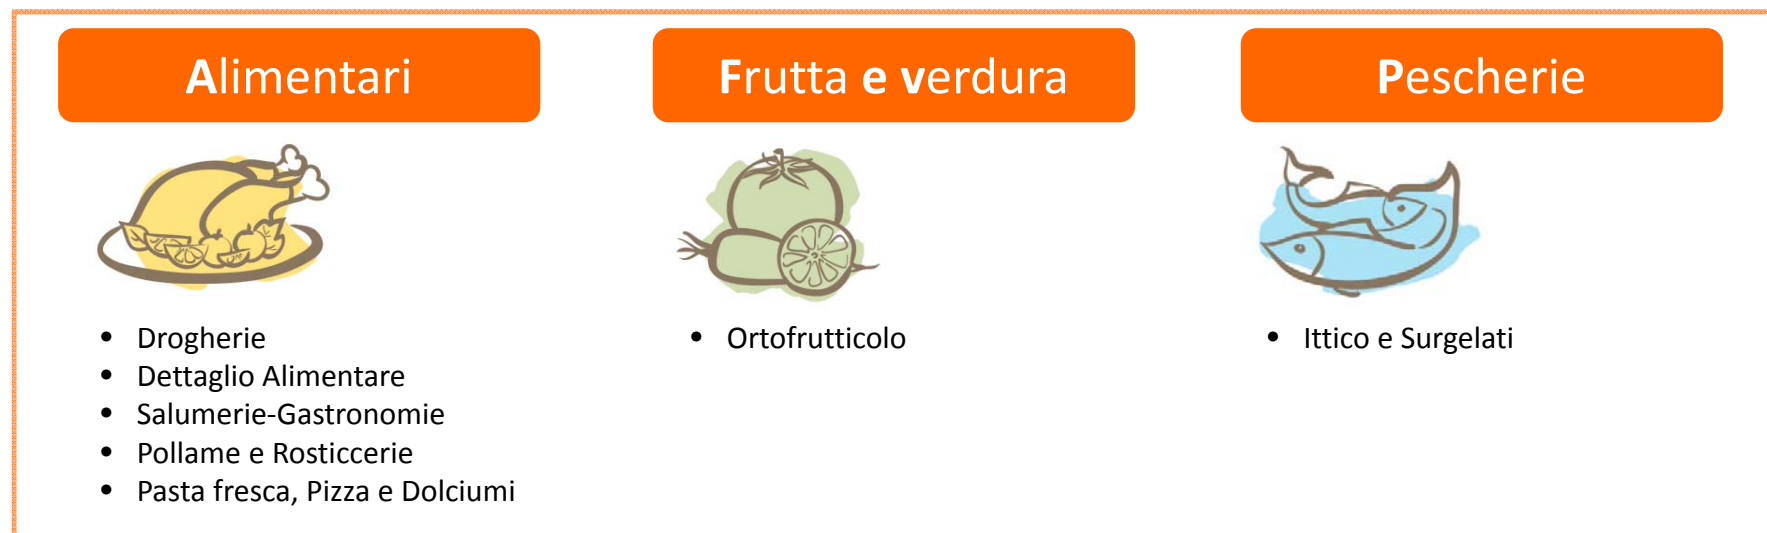 Alimentari
Frutta e verdura
Pescherie
• Drogherie
• Dettaglio Alimentare
• Salumerie-Gastronomie
• Pollame e Rosticcerie
• Pasta fresca, Pizza e Dolciumi
• Ortofrutticolo
• Ittico e Surgelati